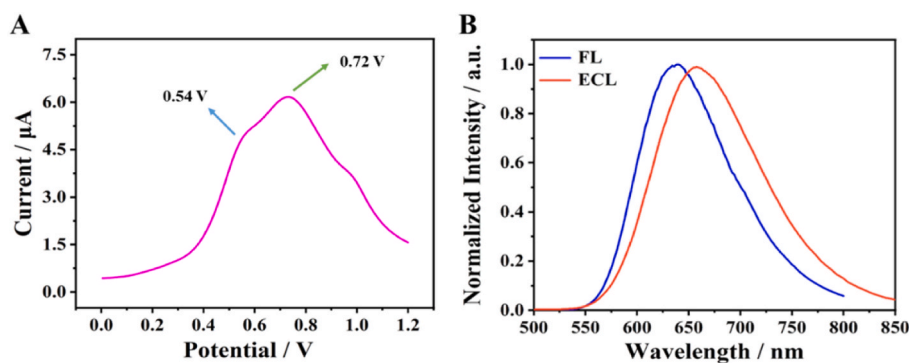 A
7.5
6.0
4.5
3.0
1.5
0.0
Current / μA
0.54 V
0.72 V
0.0 0.2 0.4 0.6 0.8 1.0 1.2
Potential / V
B
1.0
0.8
0.6
0.4
0.2
0.0
Normalized Intensity / a.u.
FL
ECL
500 550 600 650 700 750 800 850
Wavelength / nm